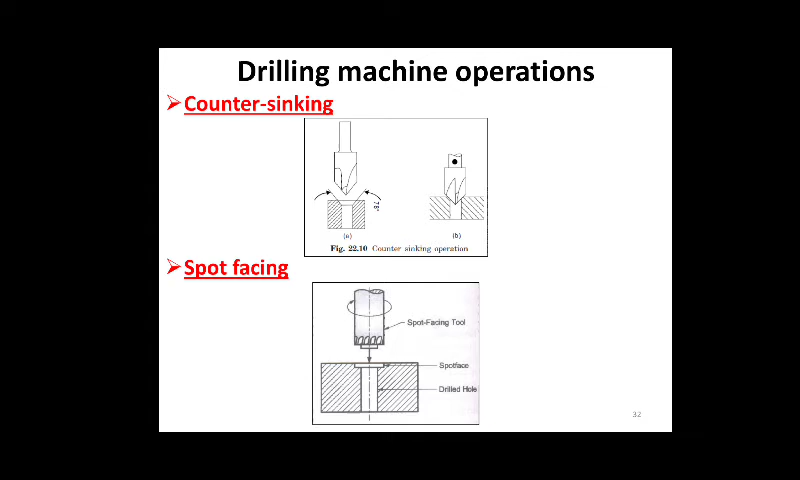 Drilling machine operations
Counter-sinking
78°
(a)
(b)
Fig. 22.10 Counter sinking operation
Spot facing
Spot-Facing Tool
Spotface
Drilled Hole
32